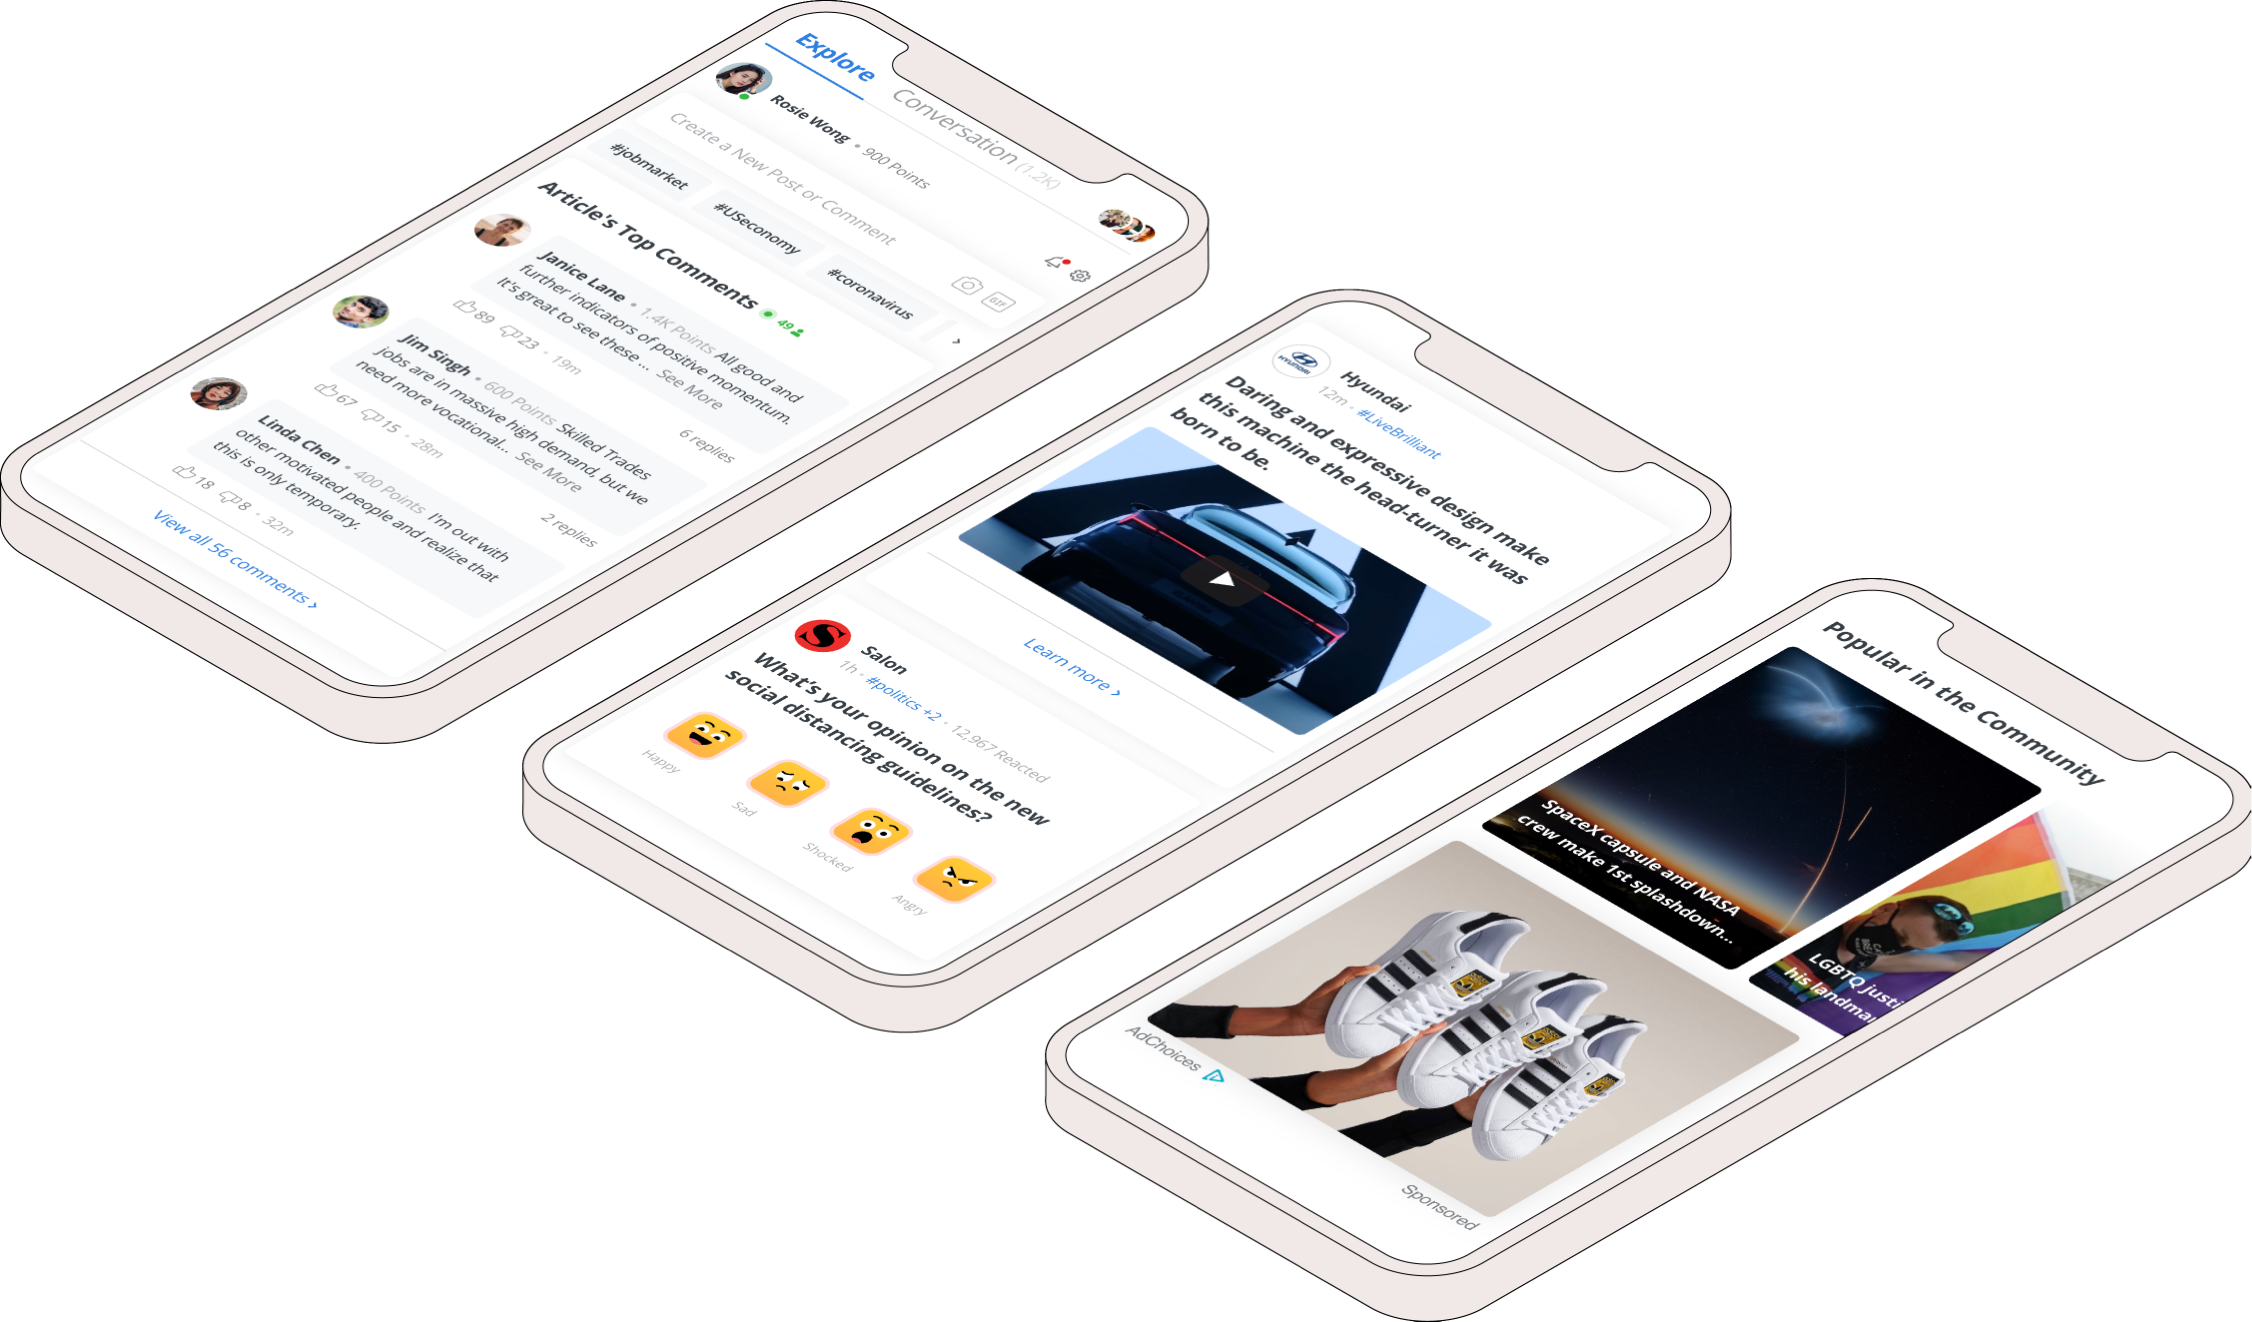 Explore
Conversation (1.2K)
Rosie Wong • 900 Points
Create a New Post or Comment
GIF
#jobmarket
#USeconomy
#coronavirus
Article's Top Comments
49
Janice Lane • 1.4K Points All good and
further indicators of positive momentum.
It's great to see these ... See More
89 23 • 19m
6 replies
Jim Singh • 600 Points Skilled Trades
jobs are in massive high demand, but we
need more vocational... See More
67 15 • 28m
2 replies
Linda Chen • 400 Points I'm out with
other motivated people and realize that
this is only temporary.
18 8 • 32m
View all 56 comments ›
HYUNDAI
Hyundai
12m • #LiveBrilliant
Daring and expressive design make
this machine the head-turner it was
born to be.
Learn more ›
S
Salon
1h • #politics +2 • 12,967 Reacted
What's your opinion on the new
social distancing guidelines?
Happy
Sad
Shocked
Angry
Popular in the Community
SpaceX capsule and NASA
crew make 1st splashdown...
LGBTQ justi
his landmar
AdChoices
Sponsored